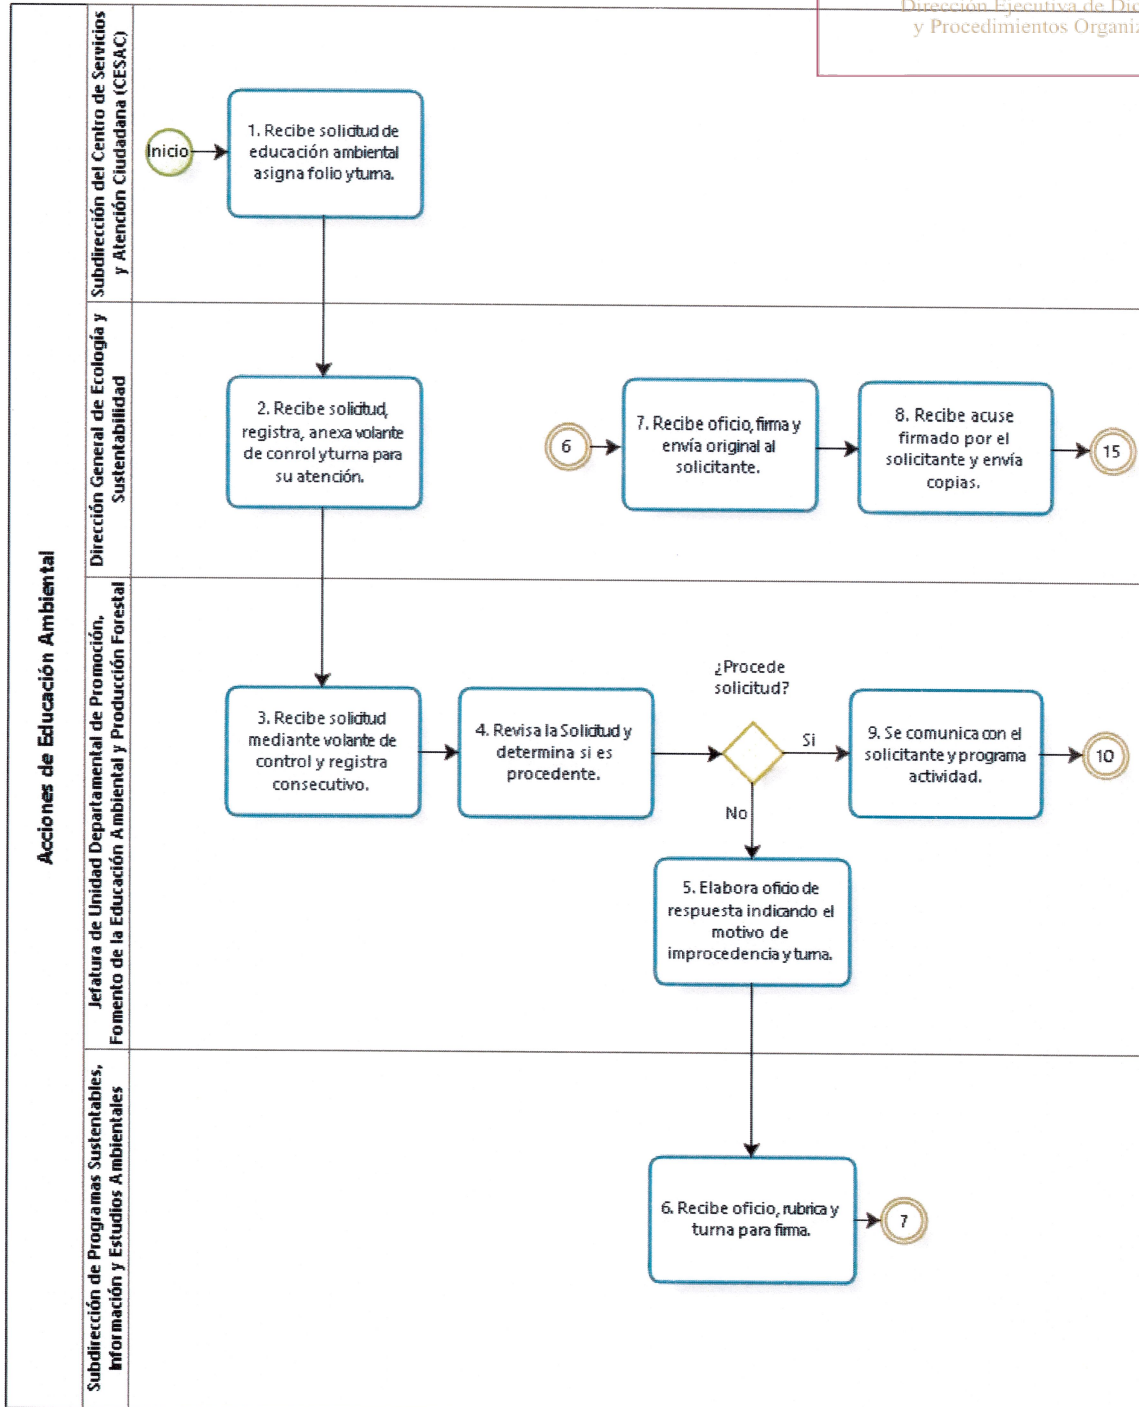 Dirección Ejecutiva de Dic
y Procedimientos Organiz
Acciones de Educación Ambiental
Subdirección del Centro de Servicios
y Atención Ciudadana (CESAC)
Inicio
1. Recibe solicitud de
educación ambiental
asigna folio y turna.
Dirección General de Ecología y
Sustentabilidad
2. Recibe solicitud,
registra, anexa volante
de conrol y turna para
su atención.
6
7. Recibe oficio, firma y
envía original al
solicitante.
8. Recibe acuse
firmado por el
solicitante y envía
copias.
15
Jefatura de Unidad Departamental de Promoción,
Fomento de la Educación Ambiental y Producción Forestal
3. Recibe solicitud
mediante volante de
control y registra
consecutivo.
4. Revisa la Solicitud y
determina si es
procedente.
¿Procede
solicitud?
Si
No
9. Se comunica con el
solicitante y programa
actividad.
10
5. Elabora oficio de
respuesta indicando el
motivo de
improcedencia y turna.
Subdirección de Programas Sustentables,
Información y Estudios Ambientales
6. Recibe oficio, rubrica y
turna para firma.
7